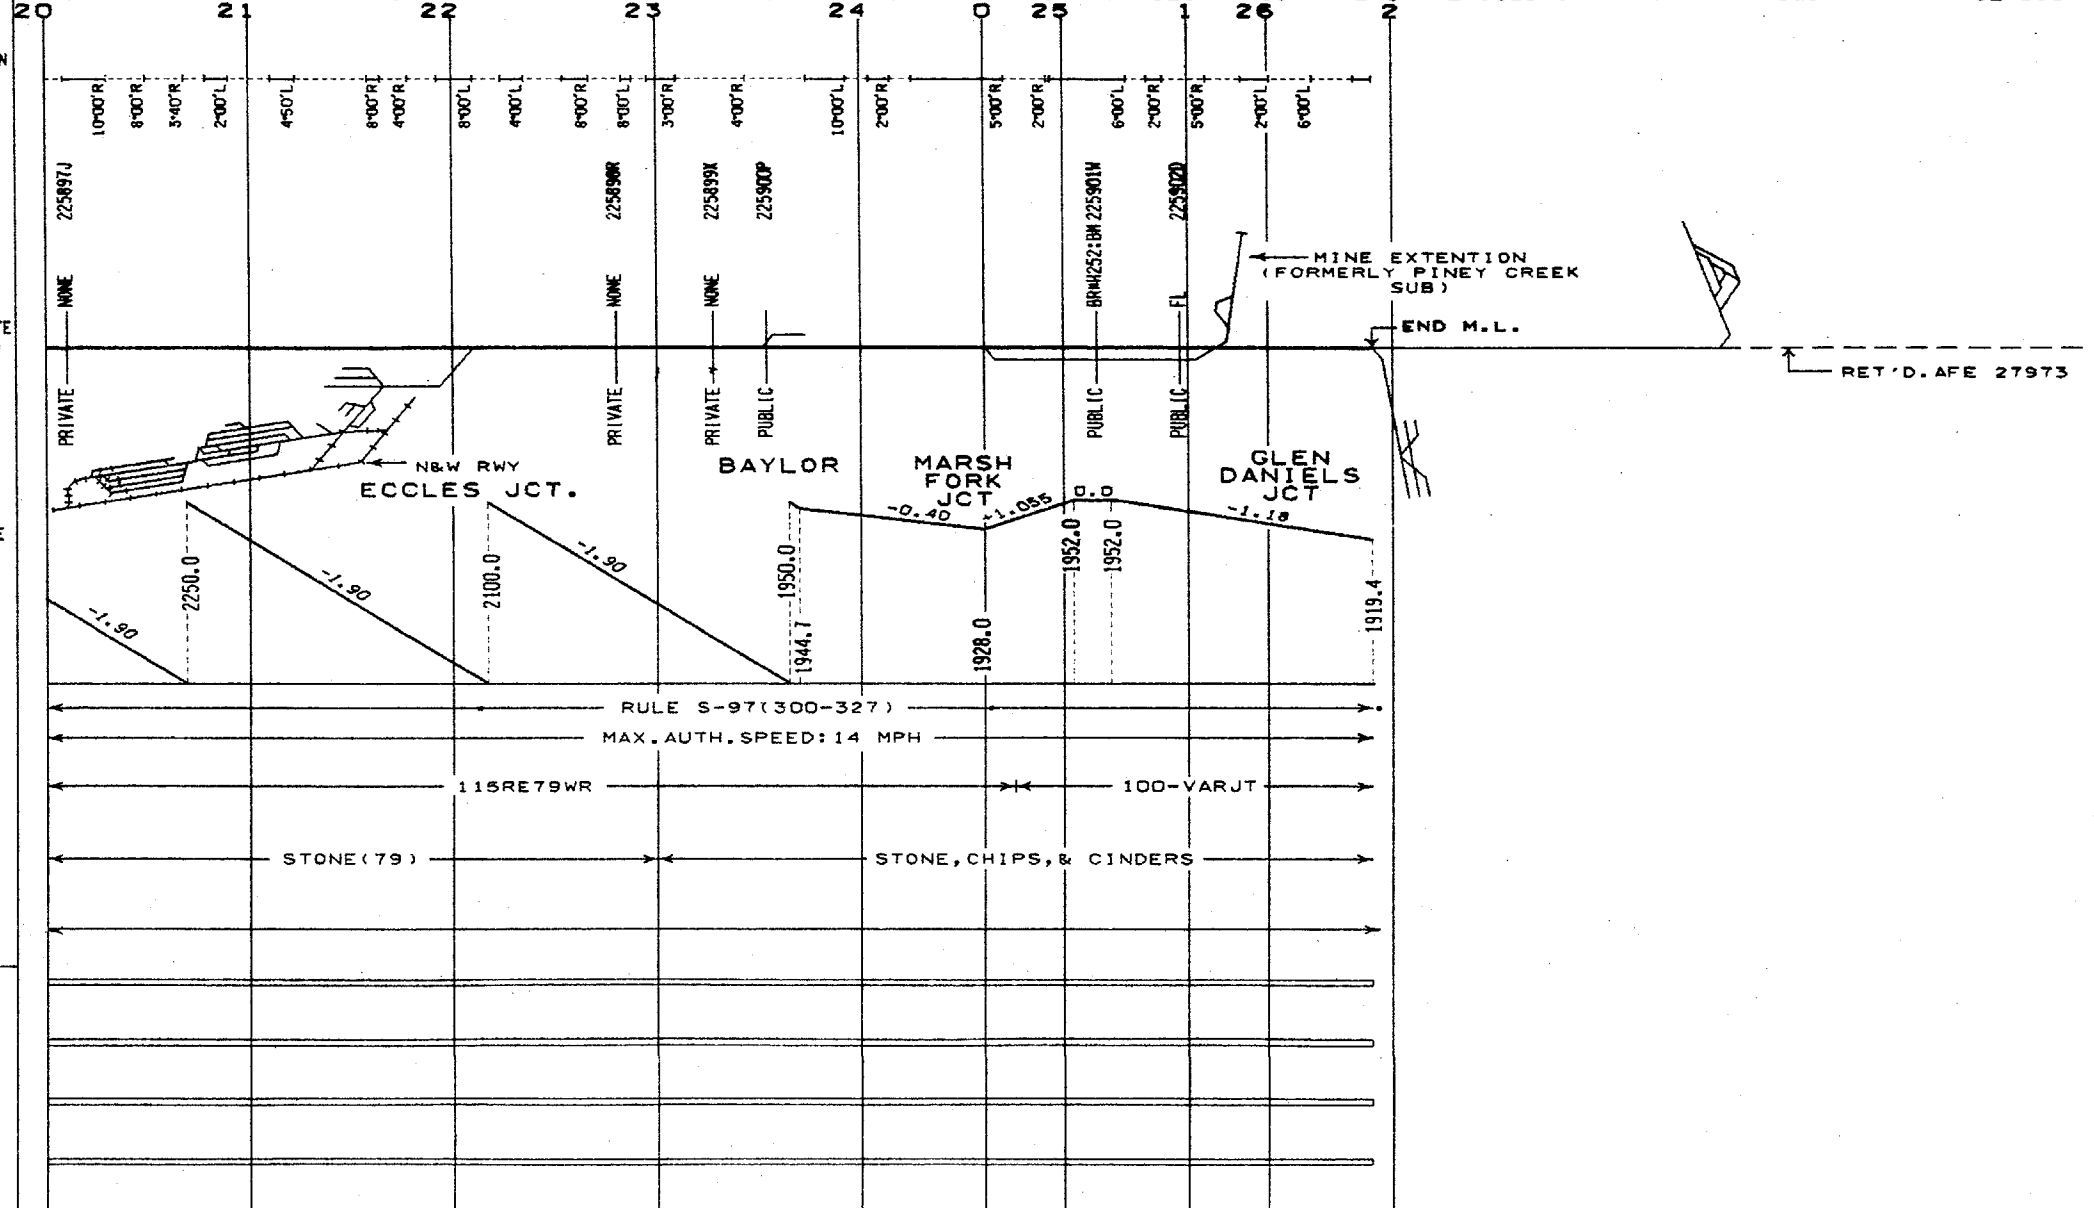 20 21 22 23 24 0 25 1 26 2
N
10°00'R 8°00'R 3°40'R 2°00'L 4°50'L 8°00'R 4°00'R 8°00'L 4°00'L 8°00'R 8°00'L 3°00'R 4°00'R 10°00'L 2°00'R 5°00'R 2°00'R 6°00'L 2°00'R 5°00'R 2°00'L 6°00'L
225897J 225898R 225899X 225900P 225901W 225902D
NONE NONE NONE BR#H252:BM FL
MINE EXTENTION
(FORMERLY PINEY CREEK
SUB)
END M.L.
RET'D.AFE 27973
PRIVATE PRIVATE PRIVATE PUBLIC PUBLIC PUBLIC
N&W RWY
ECCLES JCT.
BAYLOR
MARSH
FORK
JCT
GLEN
DANIELS
JCT
-1.90 -1.90 -1.90 -0.40 +1.055 0.0 -1.18
2250.0 2100.0 1950.0 1944.7 1928.0 1952.0 1952.0 1919.4
RULE S-97(300-327)
MAX.AUTH.SPEED:14 MPH
115RE79WR 100-VARJT
STONE(79) STONE,CHIPS,& CINDERS